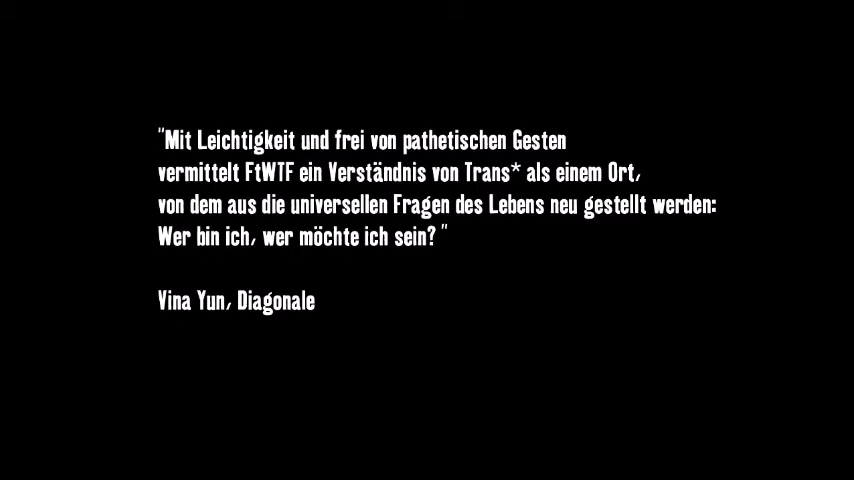 "Mit Leichtigkeit und frei von pathetischen Gesten
vermittelt FtWTF ein Verständnis von Trans* als einem Ort,
von dem aus die universellen Fragen des Lebens neu gestellt werden:
Wer bin ich, wer möchte ich sein? "
Vina Yun, Diagonale